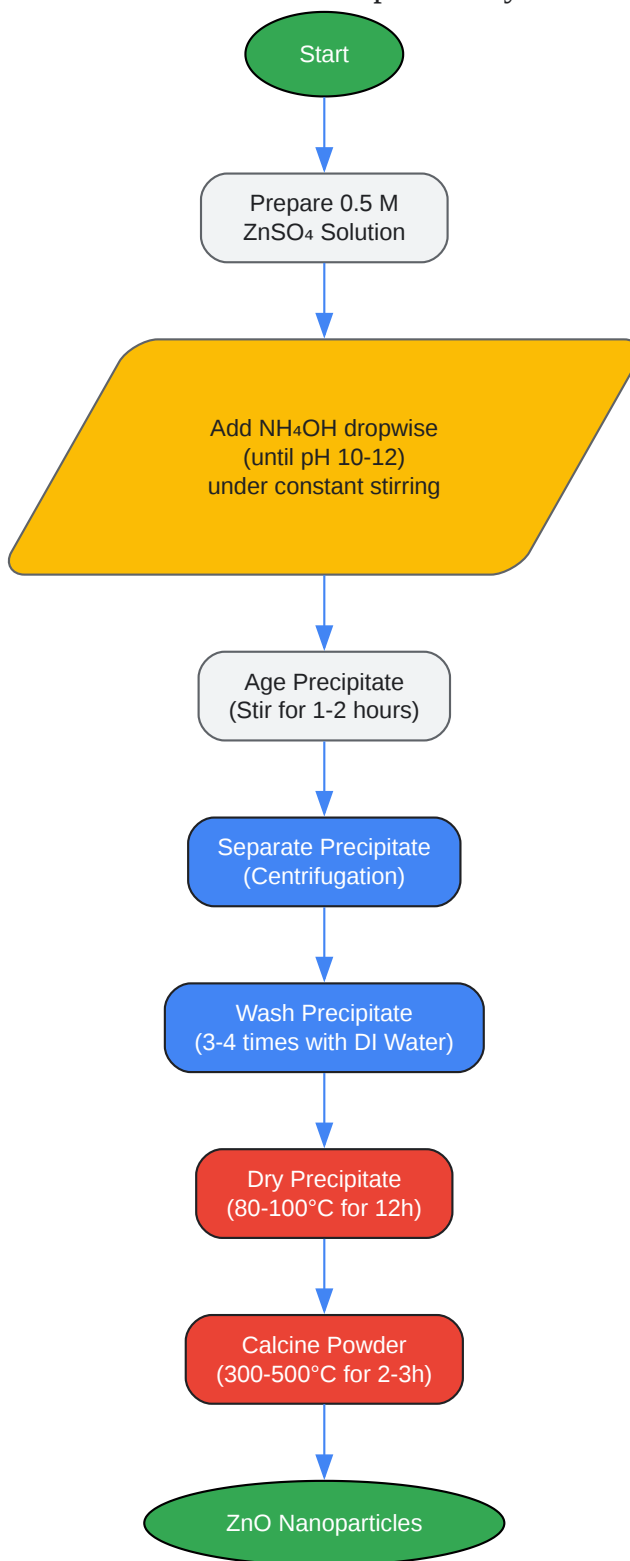 Start
Prepare 0.5 M
ZnSO₄ Solution
Add NH₄OH dropwise
(until pH 10-12)
under constant stirring
Age Precipitate
(Stir for 1-2 hours)
Separate Precipitate
(Centrifugation)
Wash Precipitate
(3-4 times with DI Water)
Dry Precipitate
(80-100°C for 12h)
Calcine Powder
(300-500°C for 2-3h)
ZnO Nanoparticles